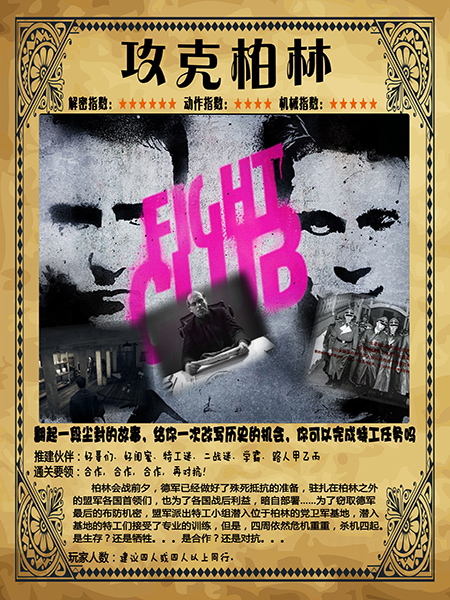 攻克柏林
解密指数：★★★★★★ 动作指数：★★★★ 机械指数：★★★★★
FIGHT
CLUB
翻起一段尘封的故事，给你一次改写历史的机会，你可以完成特工任务吗
推建伙伴：好哥们，好闺蜜，特工迷，二战迷，学霸，路人甲乙丙
通关要领：合作，合作，合作，再对抗！
柏林会战前夕，德军已经做好了殊死抵抗的准备，驻扎在柏林之外
的盟军各国首领们，也为了各国战后利益，暗自部署......为了窃取德军
最后的布防机密，盟军派出特工小组潜入位于柏林的党卫军基地，潜入
基地的特工们接受了专业的训练，但是，四周依然危机重重，杀机四起。
是生存？还是牺牲。。。是合作？还是对抗。。。
玩家人数：建议四人或四人以上同行。